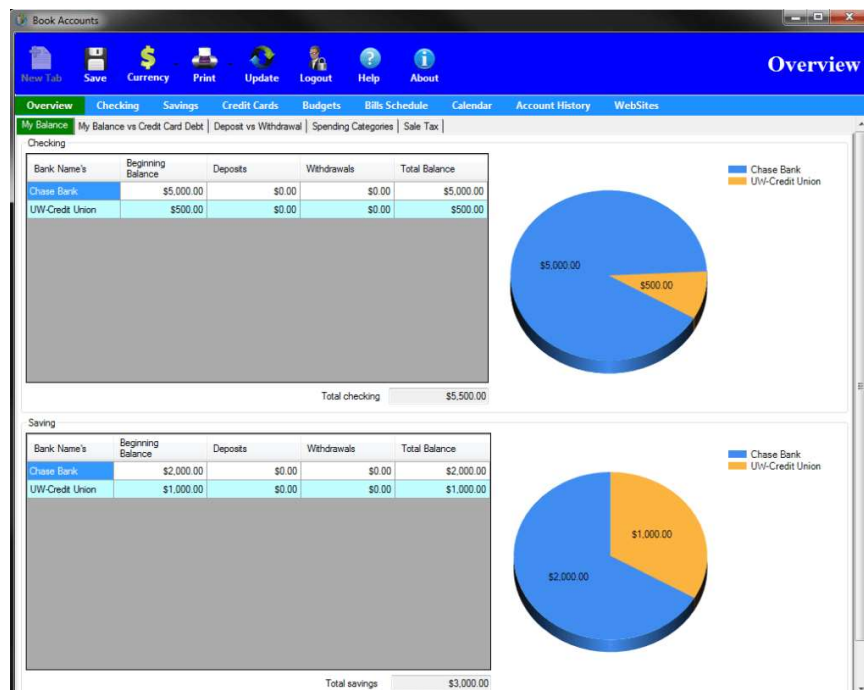 Book Accounts
New Tab Save Currency Print Update Logout Help About
Overview
Overview Checking Savings Credit Cards Budgets Bills Schedule Calendar Account History WebSites
My Balance My Balance vs Credit Card Debt Deposit vs Withdrawal Spending Categories Sale Tax
Checking
Bank Name's Beginning Balance Deposits Withdrawals Total Balance
Chase Bank $5,000.00 $0.00 $0.00 $5,000.00
UW-Credit Union $500.00 $0.00 $0.00 $500.00
Chase Bank
UW-Credit Union
$5,000.00
$500.00
Total checking $5,500.00
Saving
Bank Name's Beginning Balance Deposits Withdrawals Total Balance
Chase Bank $2,000.00 $0.00 $0.00 $2,000.00
UW-Credit Union $1,000.00 $0.00 $0.00 $1,000.00
Chase Bank
UW-Credit Union
$1,000.00
$2,000.00
Total savings $3,000.00